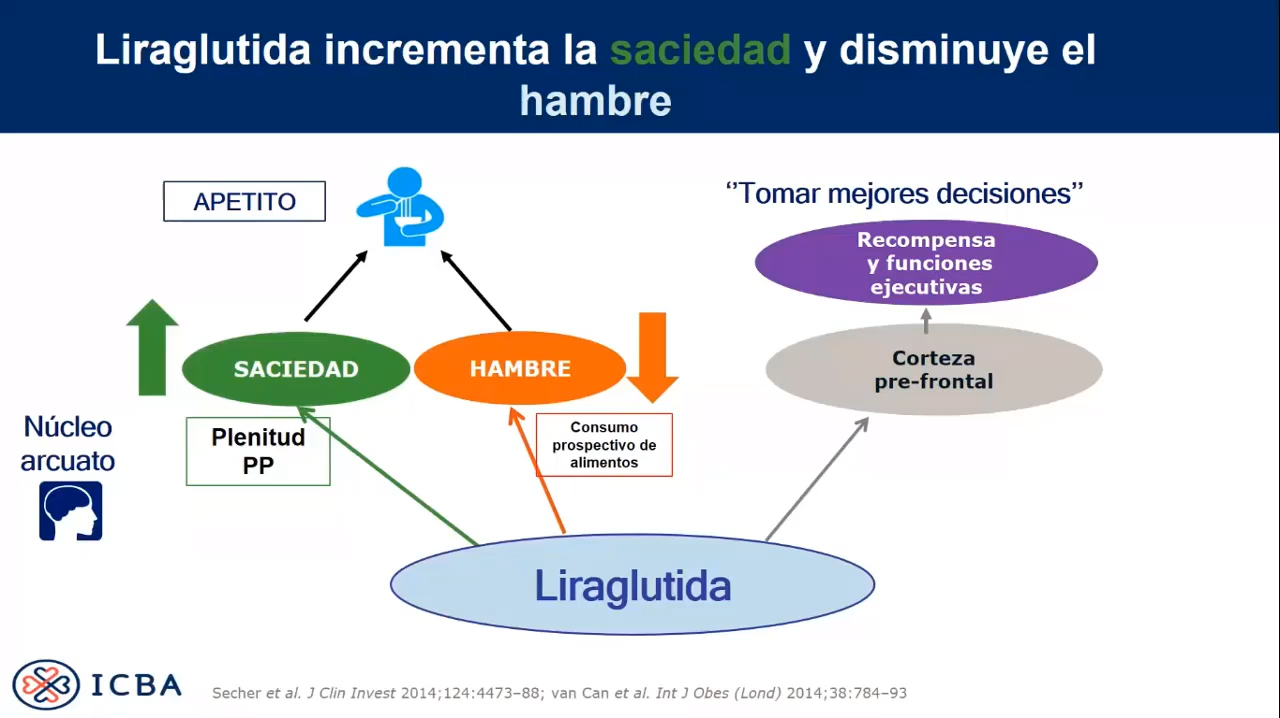 Liraglutida incrementa la saciedad y disminuye el
hambre
APETITO
‘’Tomar mejores decisiones’’
Recompensa
y funciones
ejecutivas
SACIEDAD
HAMBRE
Corteza
pre-frontal
Núcleo
arcuato
Plenitud
PP
Consumo
prospectivo de
alimentos
Liraglutida
ICBA
Secher et al. J Clin Invest 2014;124:4473–88; van Can et al. Int J Obes (Lond) 2014;38:784–93